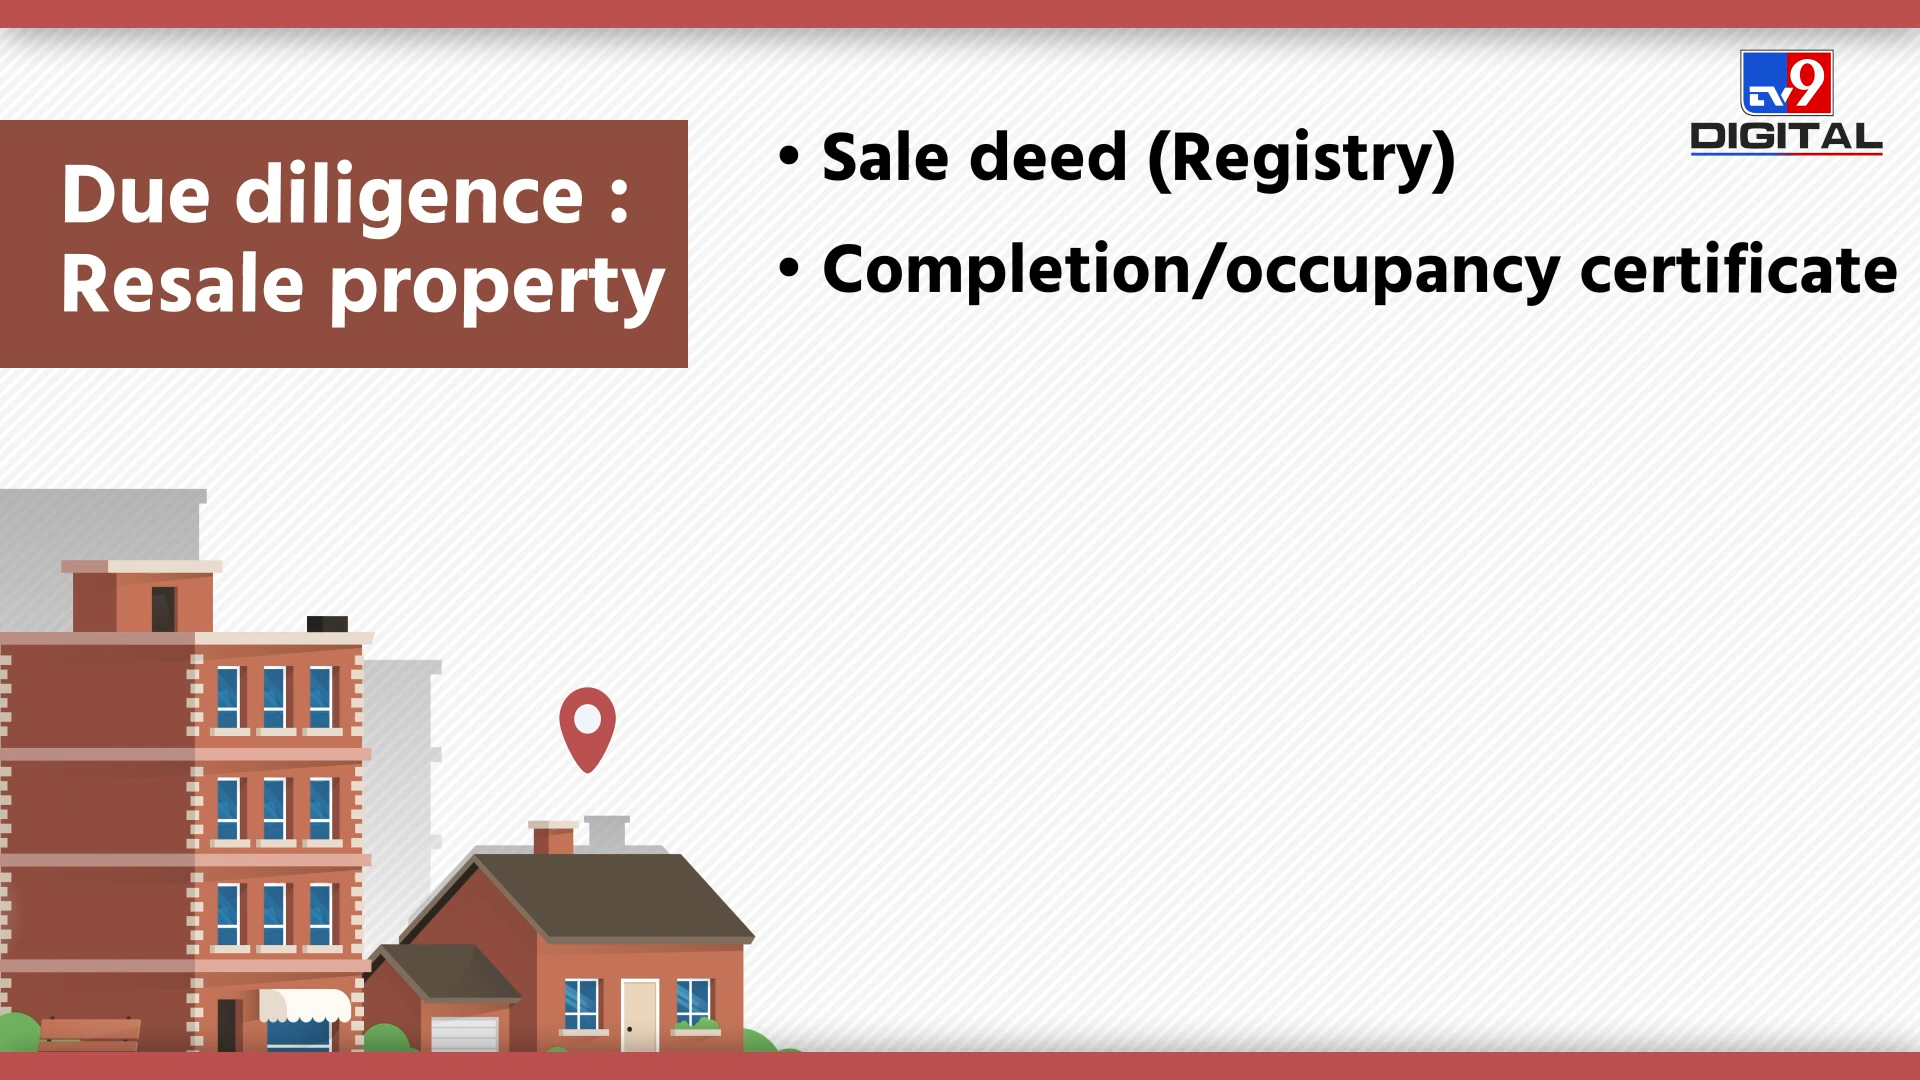 Due diligence :
Resale property
• Sale deed (Registry)
• Completion/occupancy certificate
TV9
DIGITAL